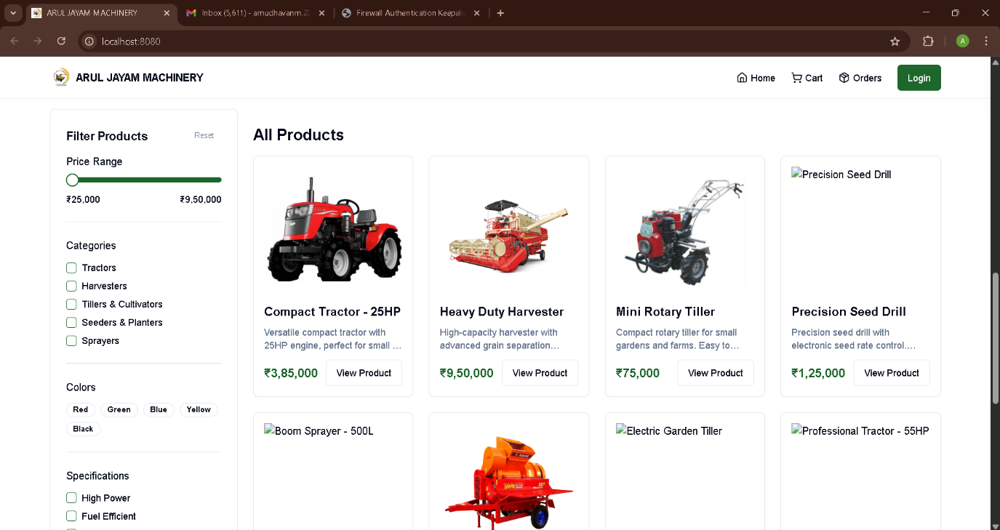 ARUL JAYAM MACHINERY
Inbox (5,611) - amudhavanm.2
Firewall Authentication Keepali
localhost:8080
A
ARUL JAYAM MACHINERY
Home
Cart
Orders
Login
Filter Products
Reset
Price Range
₹25,000
₹9,50,000
Categories
Tractors
Harvesters
Tillers & Cultivators
Seeders & Planters
Sprayers
Colors
Red
Green
Blue
Yellow
Black
Specifications
High Power
Fuel Efficient
All Products
Compact Tractor - 25HP
Versatile compact tractor with
25HP engine, perfect for small ...
₹3,85,000
View Product
Heavy Duty Harvester
High-capacity harvester with
advanced grain separation...
₹9,50,000
View Product
Mini Rotary Tiller
Compact rotary tiller for small
gardens and farms. Easy to...
₹75,000
View Product
Precision Seed Drill
Precision Seed Drill
Precision seed drill with
electronic seed rate control....
₹1,25,000
View Product
Boom Sprayer - 500L
Electric Garden Tiller
Professional Tractor - 55HP